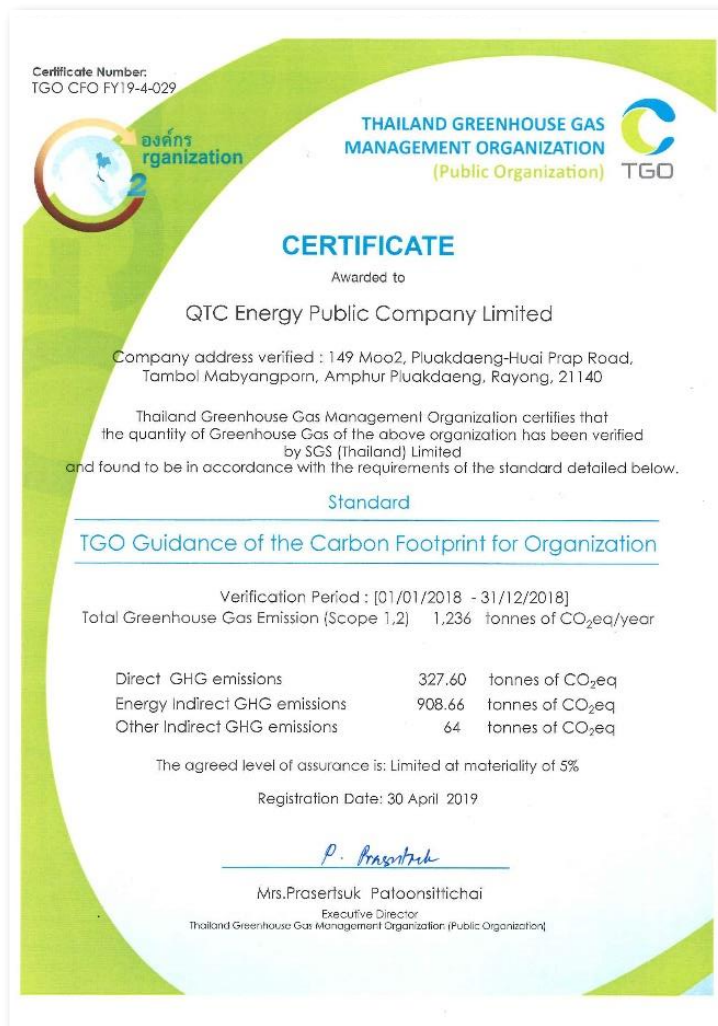 Certificate Number:
TGO CFO FY19-4-029
องค์กร
rganization
2
THAILAND GREENHOUSE GAS
MANAGEMENT ORGANIZATION
(Public Organization)
TGO
CERTIFICATE
Awarded to
QTC Energy Public Company Limited
Company address verified : 149 Moo2, Pluakdaeng-Huai Prap Road,
Tambol Mabyangporn, Amphur Pluakdaeng, Rayong, 21140
Thailand Greenhouse Gas Management Organization certifies that
the quantity of Greenhouse Gas of the above organization has been verified
by SGS (Thailand) Limited
and found to be in accordance with the requirements of the standard detailed below.
Standard
TGO Guidance of the Carbon Footprint for Organization
Verification Period : [01/01/2018 - 31/12/2018]
Total Greenhouse Gas Emission (Scope 1,2) 1,236 tonnes of CO₂eq/year
Direct GHG emissions 327.60 tonnes of CO₂eq
Energy Indirect GHG emissions 908.66 tonnes of CO₂eq
Other Indirect GHG emissions 64 tonnes of CO₂eq
The agreed level of assurance is: Limited at materiality of 5%
Registration Date: 30 April 2019
Mrs.Prasertsuk Patoonsittichai
Executive Director
Thailand Greenhouse Gas Management Organization (Public Organization)